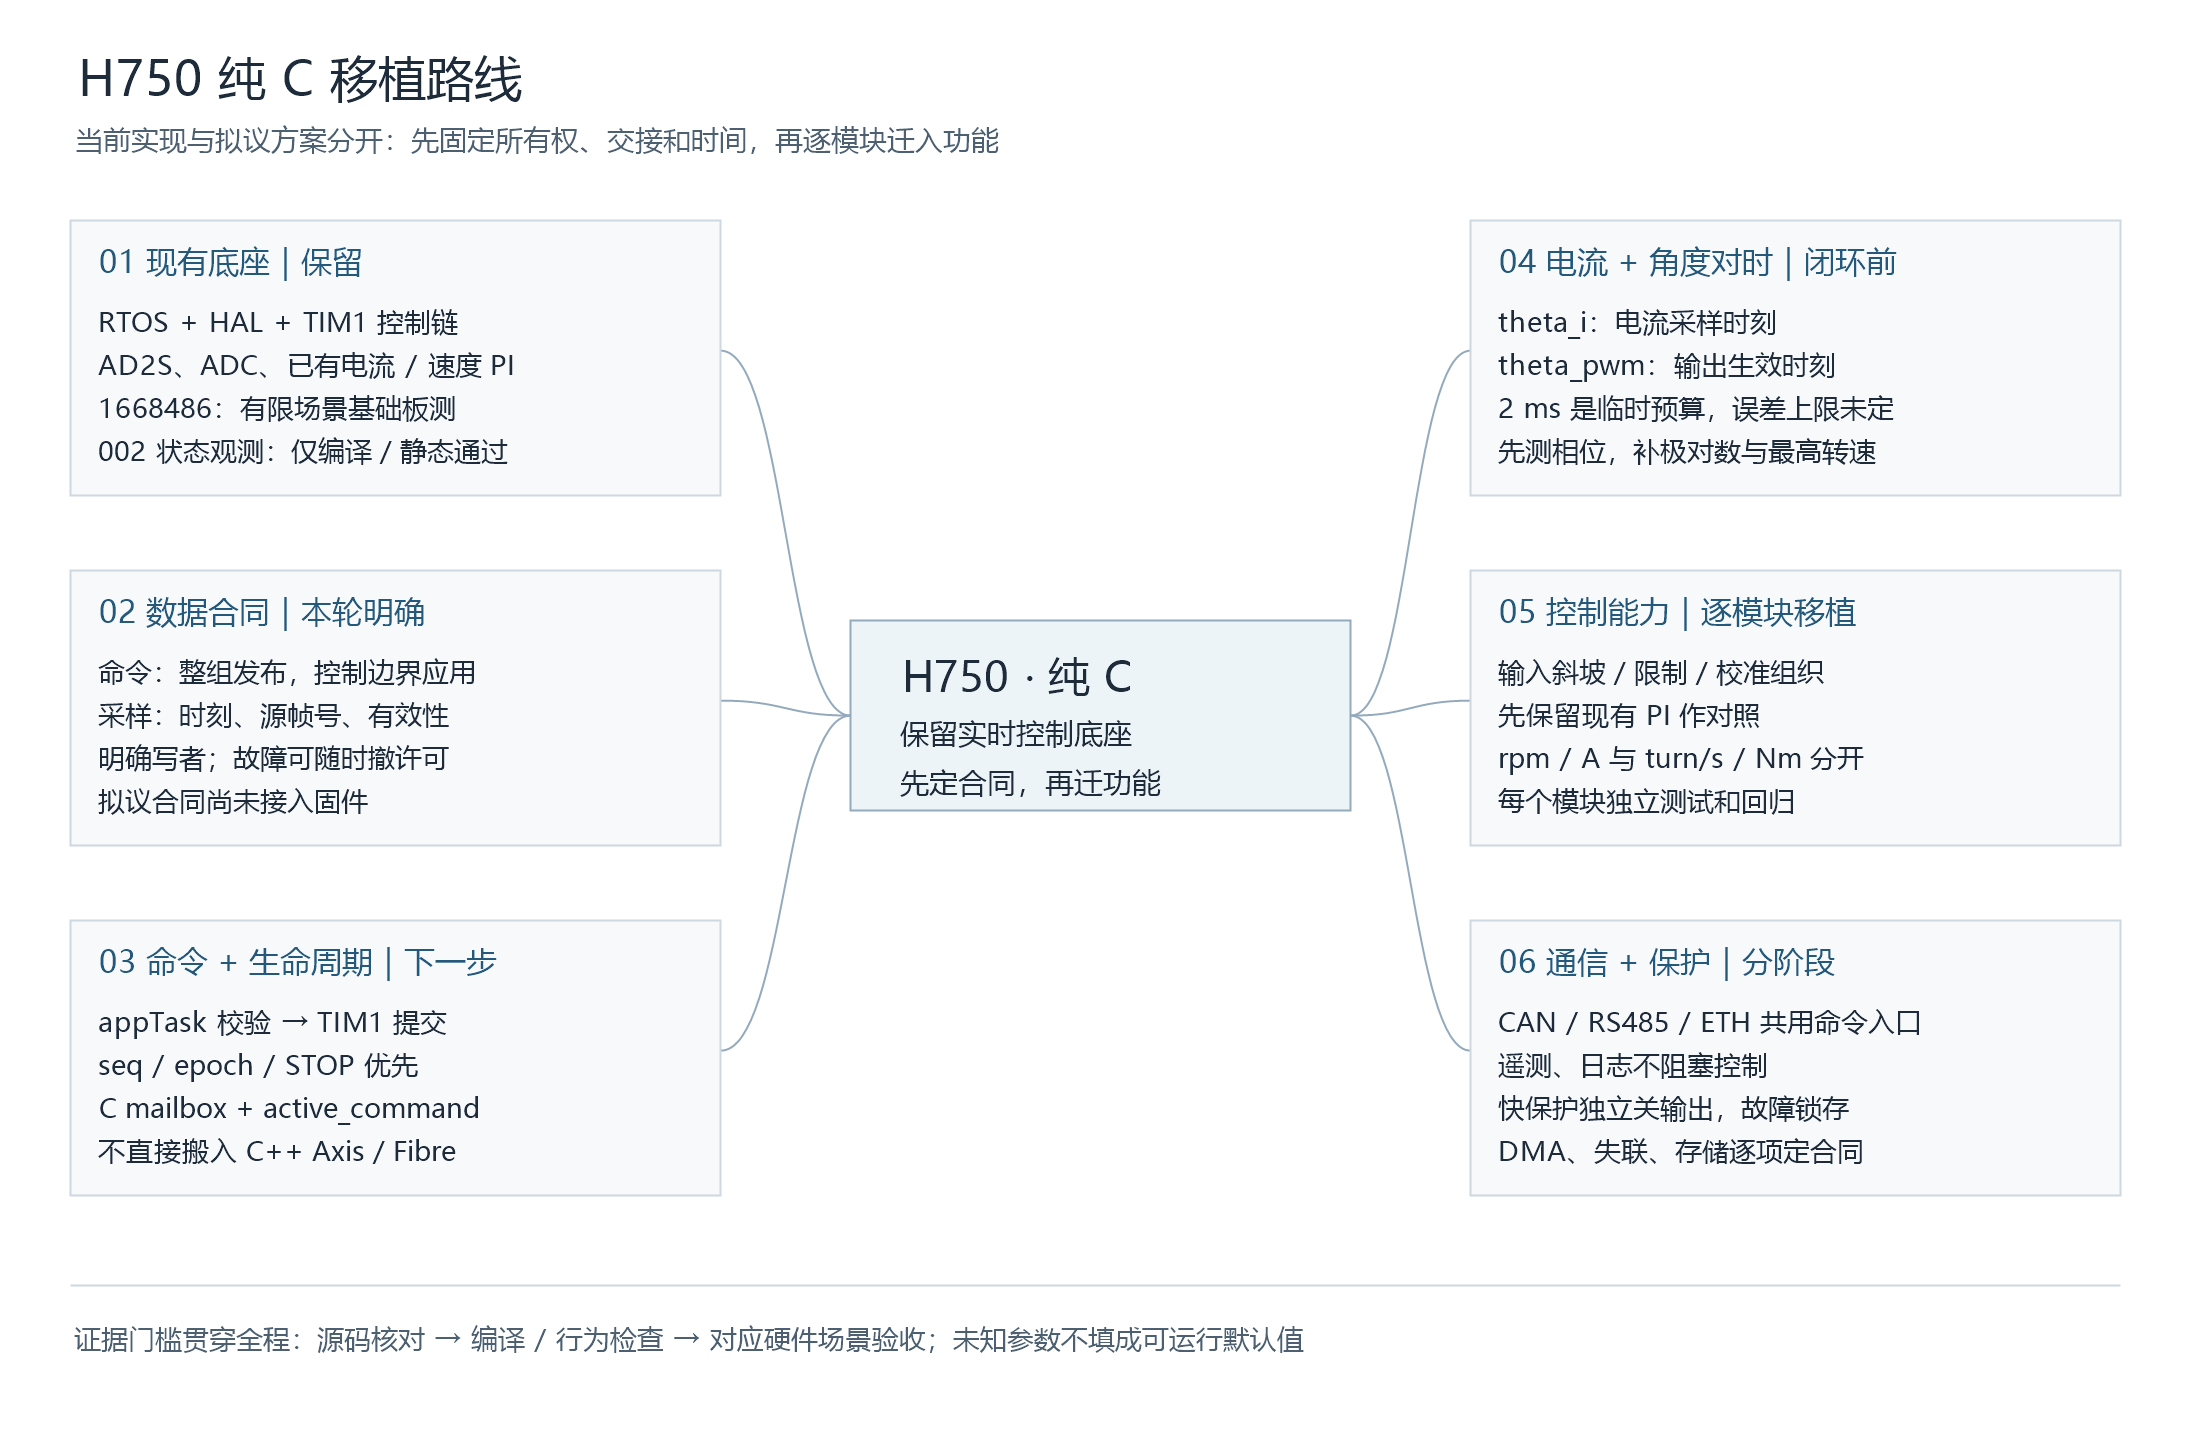 H750 纯 C 移植路线
当前实现与拟议方案分开：先固定所有权、交接和时间，再逐模块迁入功能
01 现有底座｜保留
RTOS + HAL + TIM1 控制链
AD2S、ADC、已有电流 / 速度 PI
1668486：有限场景基础板测
002 状态观测：仅编译 / 静态通过
02 数据合同｜本轮明确
命令：整组发布，控制边界应用
采样：时刻、源帧号、有效性
明确写者；故障可随时撤许可
拟议合同尚未接入固件
03 命令 + 生命周期｜下一步
appTask 校验 → TIM1 提交
seq / epoch / STOP 优先
C mailbox + active_command
不直接搬入 C++ Axis / Fibre
H750 · 纯 C
保留实时控制底座
先定合同，再迁功能
04 电流 + 角度对时｜闭环前
theta_i：电流采样时刻
theta_pwm：输出生效时刻
2 ms 是临时预算，误差上限未定
先测相位，补极对数与最高转速
05 控制能力｜逐模块移植
输入斜坡 / 限制 / 校准组织
先保留现有 PI 作对照
rpm / A 与 turn/s / Nm 分开
每个模块独立测试和回归
06 通信 + 保护｜分阶段
CAN / RS485 / ETH 共用命令入口
遥测、日志不阻塞控制
快保护独立关输出，故障锁存
DMA、失联、存储逐项定合同
证据门槛贯穿全程：源码核对 → 编译 / 行为检查 → 对应硬件场景验收；未知参数不填成可运行默认值